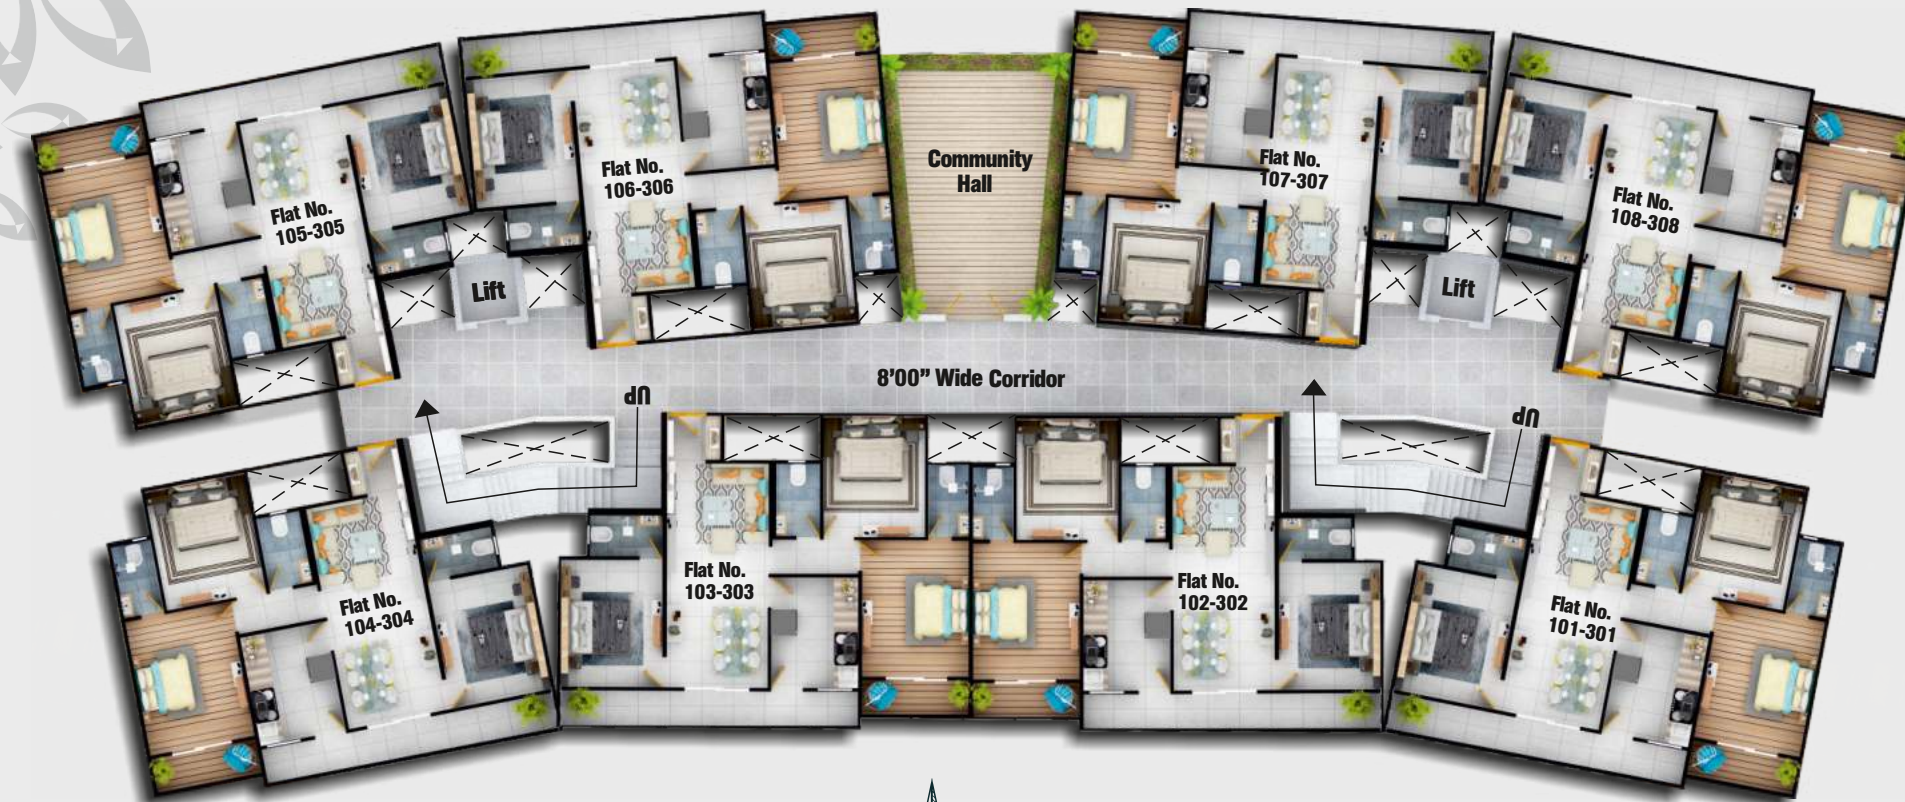 Flat No.
105-305
Flat No.
106-306
Community
Hall
Flat No.
107-307
Flat No.
108-308
Lift
Lift
8'00” Wide Corridor
UP
UP
Flat No.
104-304
Flat No.
103-303
Flat No.
102-302
Flat No.
101-301